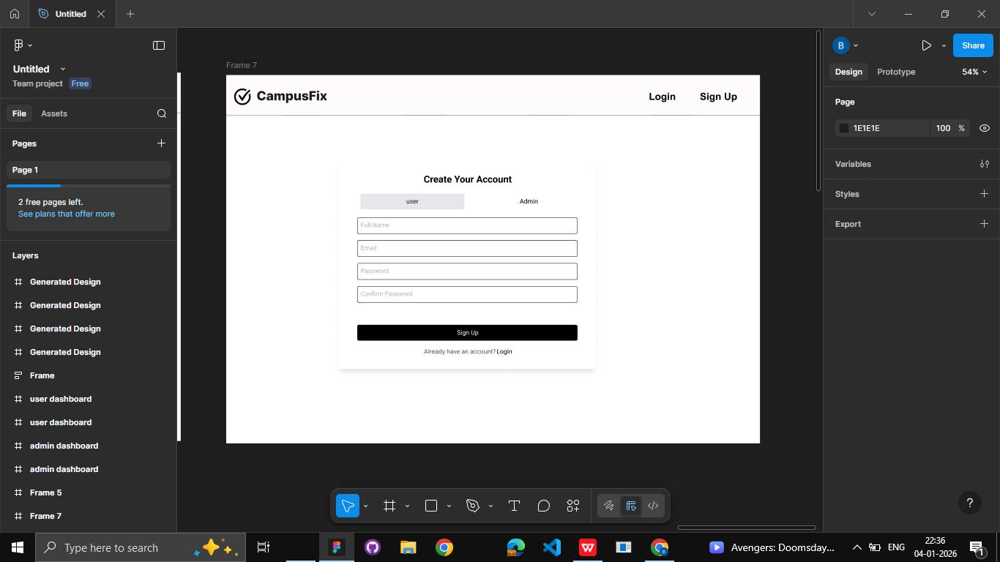 Untitled
Untitled
Team project Free
File Assets
Pages
Page 1
2 free pages left.
See plans that offer more
Layers
Generated Design
Generated Design
Generated Design
Generated Design
Frame
user dashboard
user dashboard
admin dashboard
admin dashboard
Frame 5
Frame 7
Frame 7
CampusFix
Login Sign Up
Create Your Account
user Admin
Full Name
Email
Password
Confirm Password
Sign Up
Already have an account? Login
B
Share
Design Prototype 54%
Page
1E1E1E 100 %
Variables
Styles
Export
?
Type here to search
Avengers: Doomsday...
ENG
22:36
04-01-2026
1